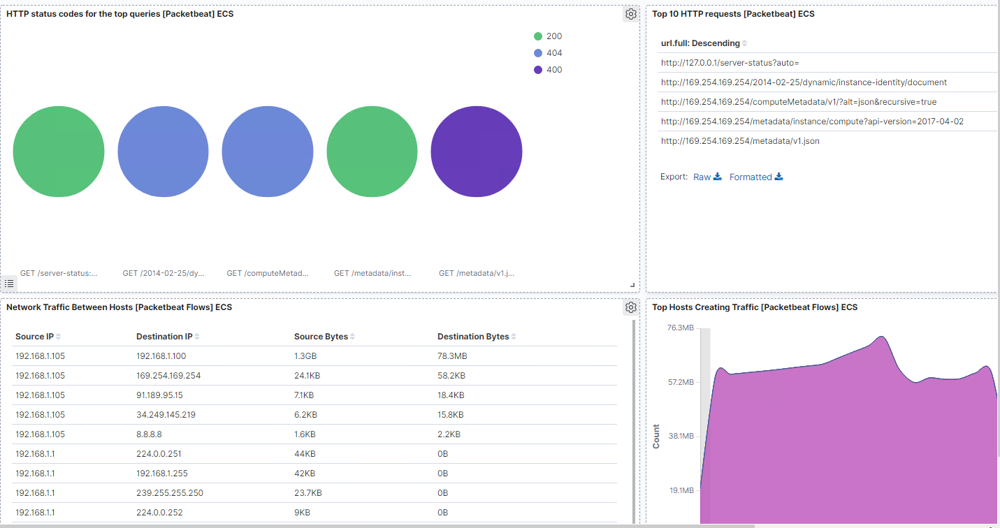 HTTP status codes for the top queries [Packetbeat] ECS
200
404
400
GET /server-status:...
GET /2014-02-25/dy...
GET /computeMetad...
GET /metadata/inst...
GET /metadata/v1.j...
Top 10 HTTP requests [Packetbeat] ECS
url.full: Descending
http://127.0.0.1/server-status?auto=
http://169.254.169.254/2014-02-25/dynamic/instance-identity/document
http://169.254.169.254/computeMetadata/v1/?alt=json&recursive=true
http://169.254.169.254/metadata/instance/compute?api-version=2017-04-02
http://169.254.169.254/metadata/v1.json
Export: Raw Formatted
Network Traffic Between Hosts [Packetbeat Flows] ECS
Source IP Destination IP Source Bytes Destination Bytes
192.168.1.105 192.168.1.100 1.3GB 78.3MB
192.168.1.105 169.254.169.254 24.1KB 58.2KB
192.168.1.105 91.189.95.15 7.1KB 18.4KB
192.168.1.105 34.249.145.219 6.2KB 15.8KB
192.168.1.105 8.8.8.8 1.6KB 2.2KB
192.168.1.1 224.0.0.251 44KB 0B
192.168.1.1 192.168.1.255 42KB 0B
192.168.1.1 239.255.255.250 23.7KB 0B
192.168.1.1 224.0.0.252 9KB 0B
Top Hosts Creating Traffic [Packetbeat Flows] ECS
76.3MB
57.2MB
38.1MB
19.1MB
Count